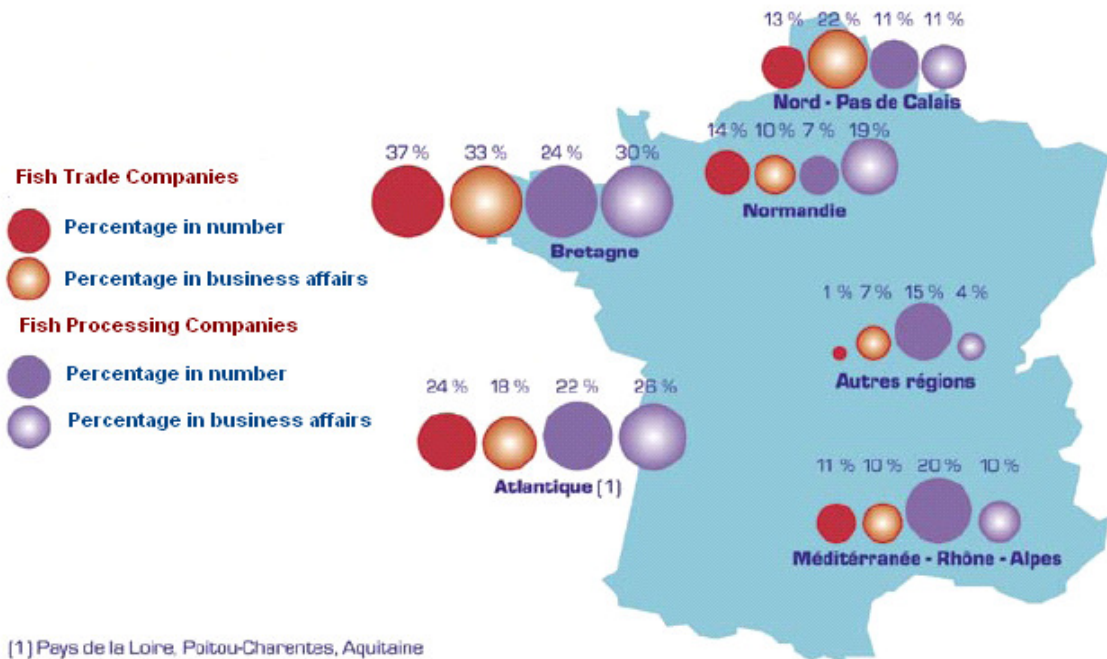 13 % 22 % 11 % 11 %
Nord - Pas de Calais
14 % 10 % 7 % 19 %
Normandie
37 % 33 % 24 % 30 %
Bretagne
Fish Trade Companies
Percentage in number
Percentage in business affairs
Fish Processing Companies
Percentage in number
Percentage in business affairs
1 % 7 % 15 % 4 %
Autres régions
24 % 18 % 22 % 26 %
Atlantique (1)
11 % 10 % 20 % 10 %
Méditérranée - Rhône - Alpes
(1) Pays de la Loire, Poitou-Charentes, Aquitaine